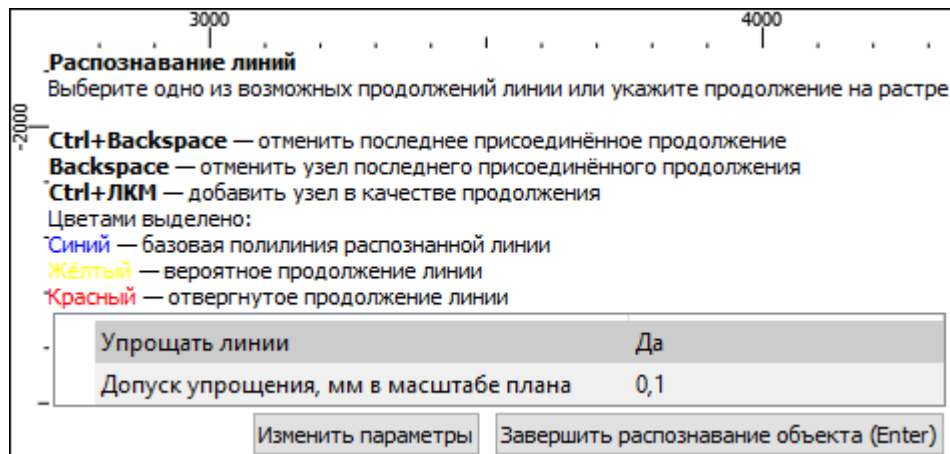 3000 4000
Распознавание линий
Выберите одно из возможных продолжений линии или укажите продолжение на растре
-2000
Ctrl+Backspace — отменить последнее присоединённое продолжение
Backspace — отменить узел последнего присоединённого продолжения
Ctrl+ЛКМ — добавить узел в качестве продолжения
Цветами выделено:
Синий — базовая полилиния распознанной линии
Жёлтый — вероятное продолжение линии
Красный — отвергнутое продолжение линии
Упрощать линии Да
Допуск упрощения, мм в масштабе плана 0,1
Изменить параметры Завершить распознавание объекта (Enter)